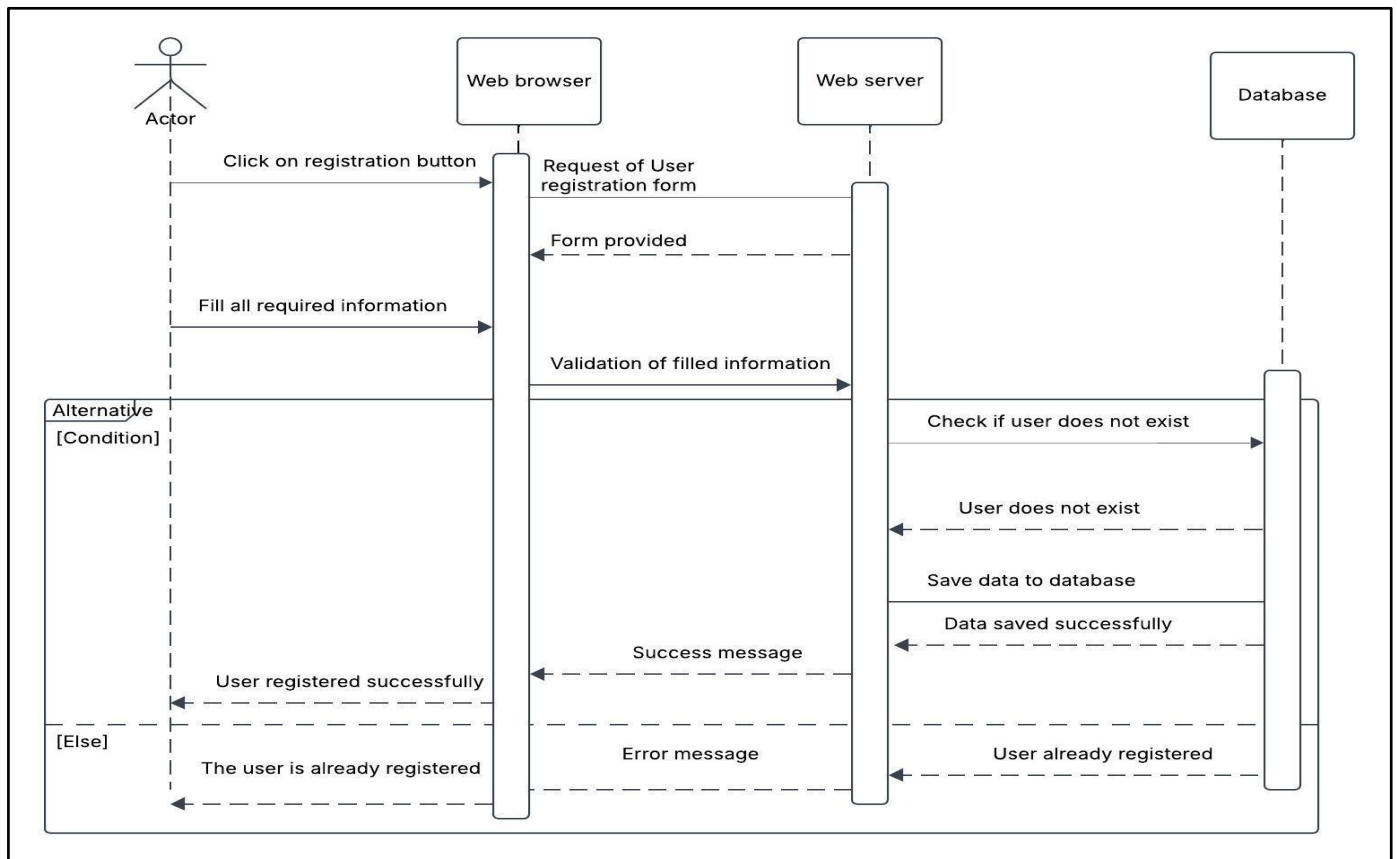 Web browser
Web server
Database
Actor
Click on registration button
Request of User
registration form
Form provided
Fill all required information
Validation of filled information
Alternative
[Condition]
Check if user does not exist
User does not exist
Save data to database
Data saved successfully
Success message
User registered successfully
[Else]
Error message
User already registered
The user is already registered